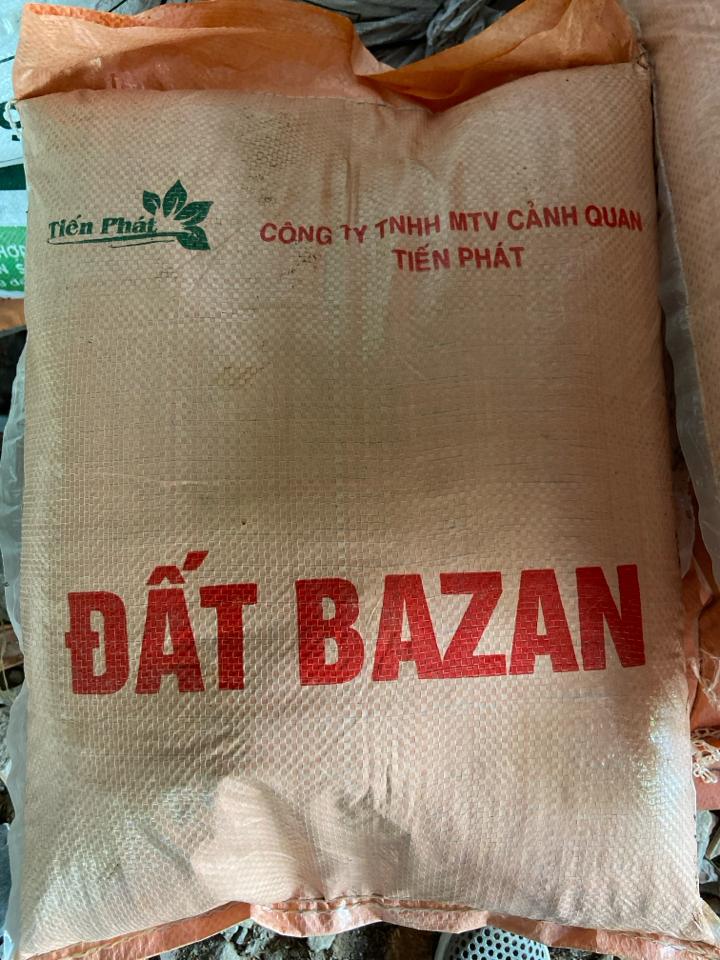 Tiến Phát
CÔNG TY TNHH MTV CẢNH QUAN
TIẾN PHÁT
ĐẤT BAZAN